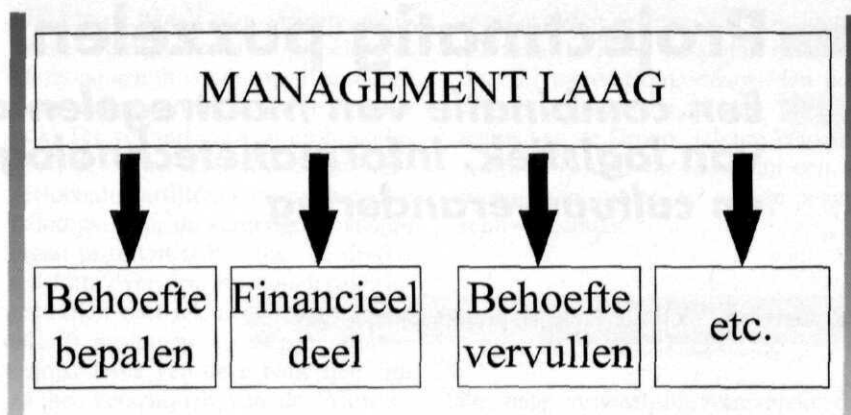 MANAGEMENT LAAG
Behoefte
bepalen
Financieel
deel
Behoefte
vervullen
etc.